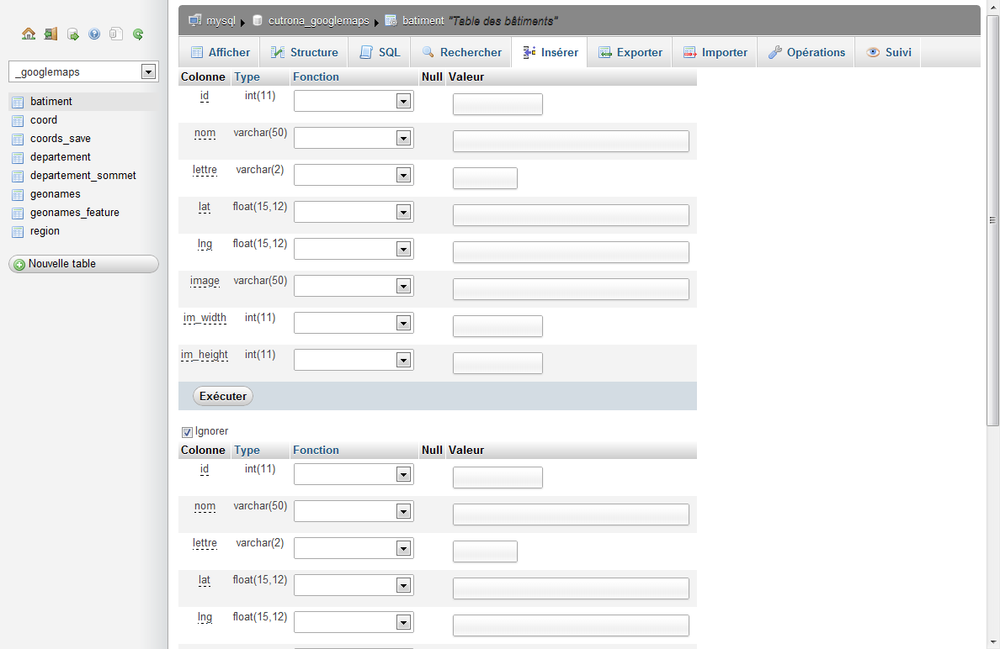 _googlemaps
batiment
coord
coords_save
departement
departement_sommet
geonames
geonames_feature
region
Nouvelle table
mysql cutrona_googlemaps batiment "Table des bâtiments"
Afficher Structure SQL Rechercher Insérer Exporter Importer Opérations Suivi
Colonne Type Fonction Null Valeur
id int(11)
nom varchar(50)
lettre varchar(2)
lat float(15,12)
lng float(15,12)
image varchar(50)
im_width int(11)
im_height int(11)
Exécuter
Ignorer
Colonne Type Fonction Null Valeur
id int(11)
nom varchar(50)
lettre varchar(2)
lat float(15,12)
lng float(15,12)